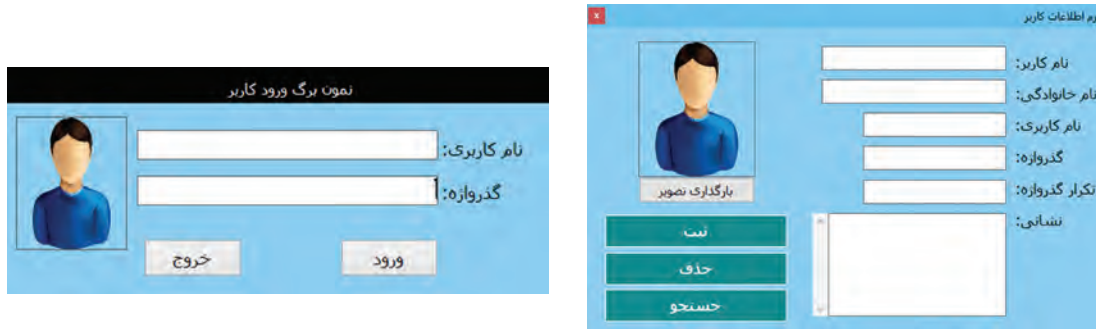 فرم اطلاعات کاربر
x
نام کاربر:
نام خانوادگی:
نام کاربری:
گذرواژه:
تکرار گذرواژه:
نشانی:
بارگذاری تصویر
ثبت
حذف
جستجو
نمون برگ ورود کاربر
نام کاربری:
گذرواژه:
ورود
خروج